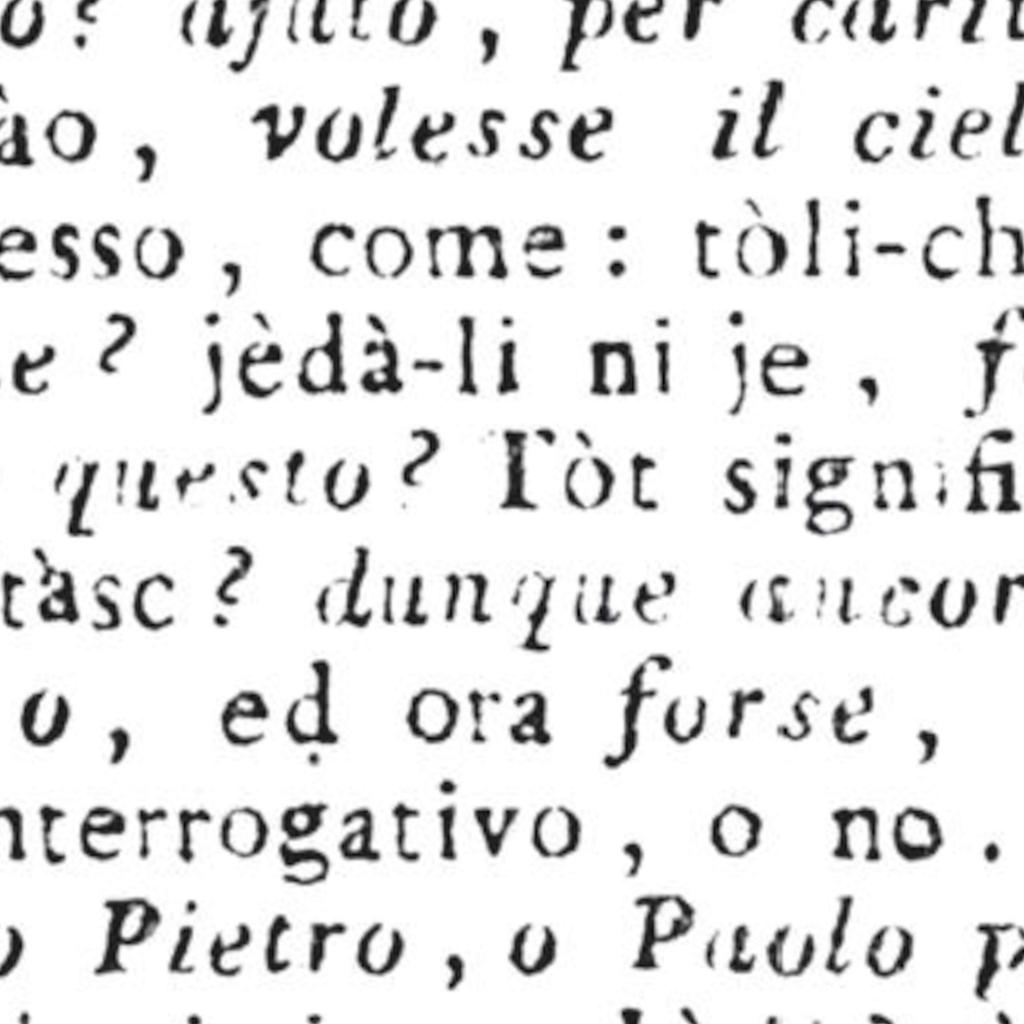 o? ajuto, per carit
ào, volesse il ciel
esso, come: tòli-ch
e? jèdà-li ni je, f
questo? Tòt signifi
tàsc? dunque ancor
o, ed ora forse,
nterrogativo, o no.
o Pietro, o Paolo p